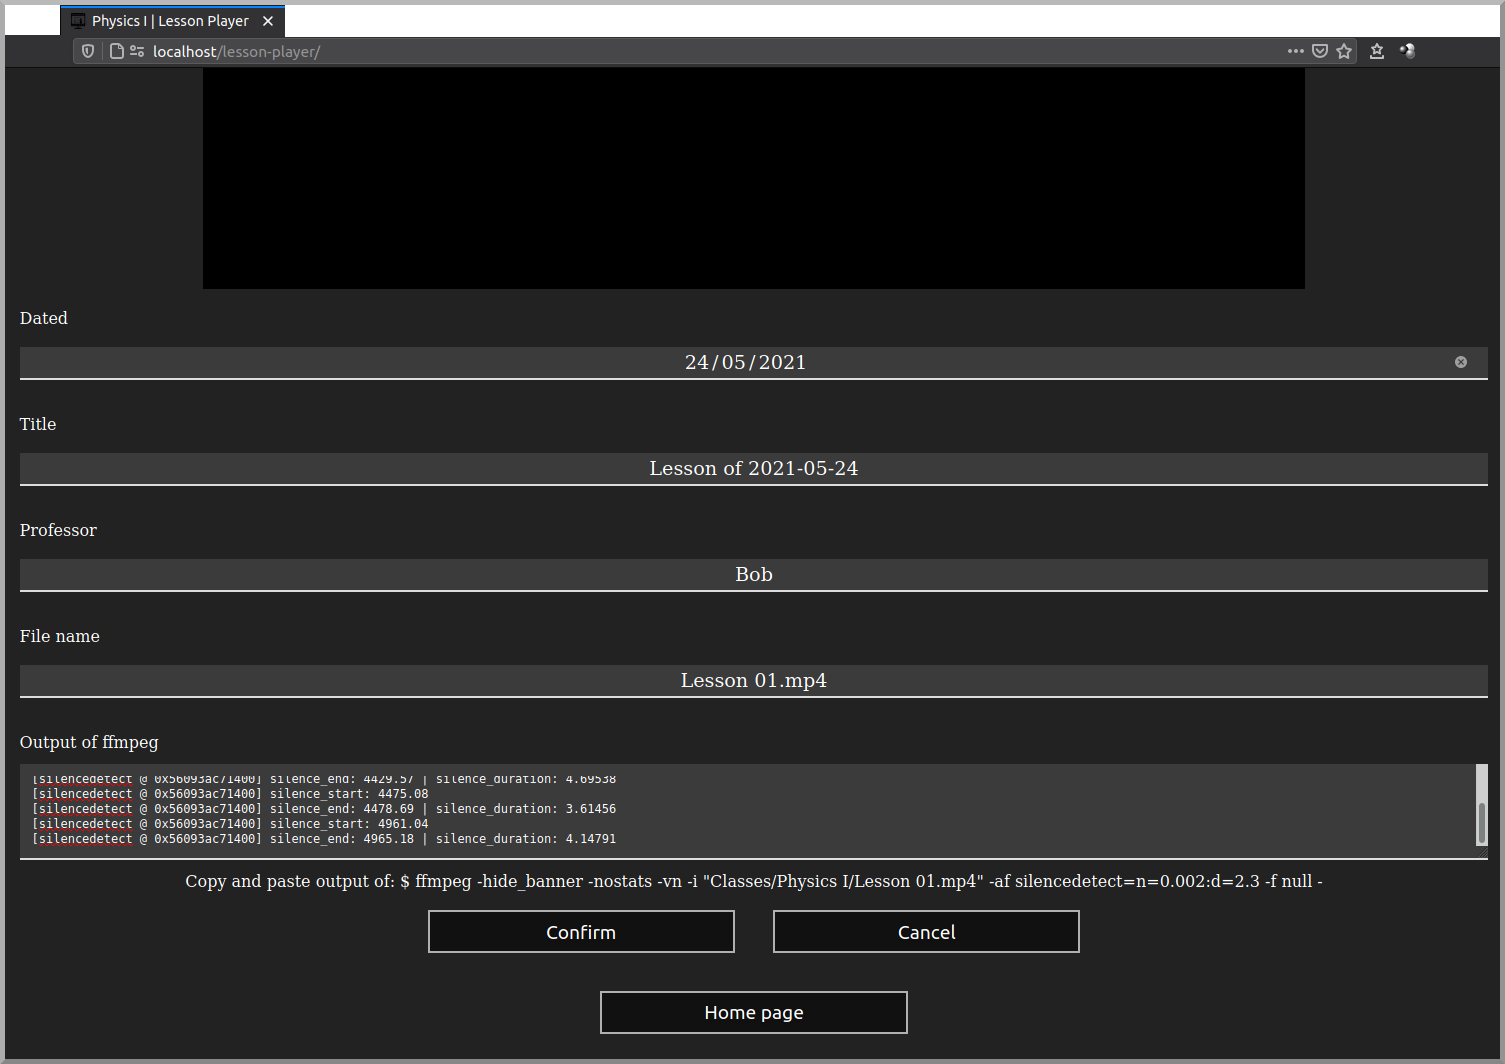 Physics I | Lesson Player
localhost/lesson-player/
Dated
24/05/2021
Title
Lesson of 2021-05-24
Professor
Bob
File name
Lesson 01.mp4
Output of ffmpeg
[silencedetect @ 0x56093ac71400] silence_end: 4429.57 | silence_duration: 4.69538
[silencedetect @ 0x56093ac71400] silence_start: 4475.08
[silencedetect @ 0x56093ac71400] silence_end: 4478.69 | silence_duration: 3.61456
[silencedetect @ 0x56093ac71400] silence_start: 4961.04
[silencedetect @ 0x56093ac71400] silence_end: 4965.18 | silence_duration: 4.14791
Copy and paste output of: $ ffmpeg -hide_banner -nostats -vn -i "Classes/Physics I/Lesson 01.mp4" -af silencedetect=n=0.002:d=2.3 -f null -
Confirm Cancel
Home page